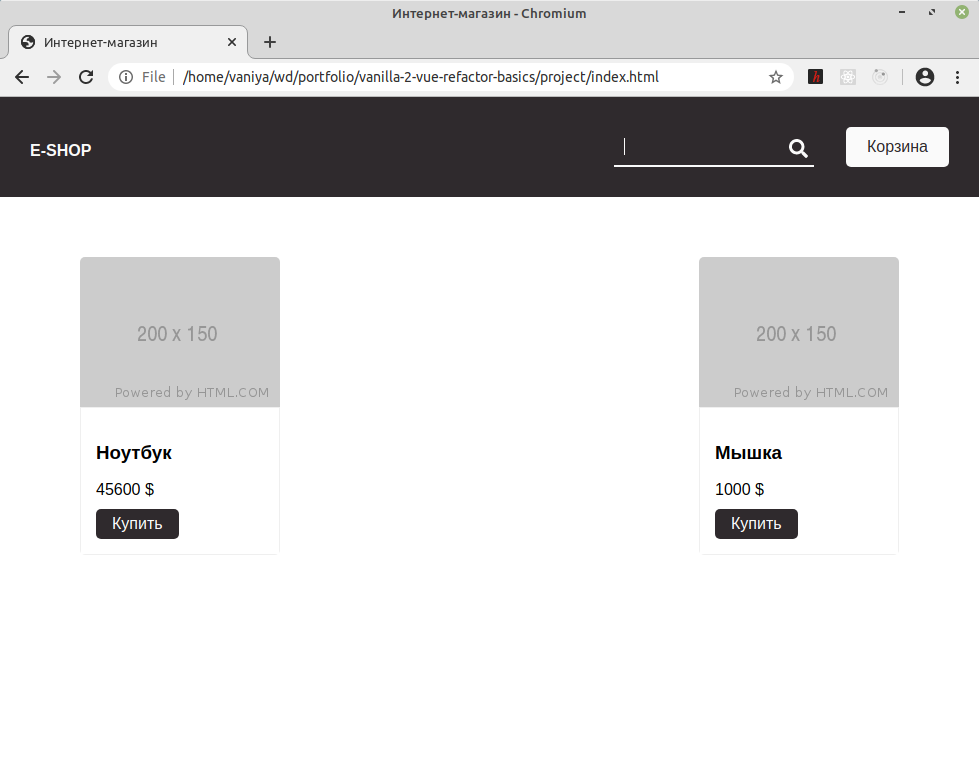 Интернет-магазин - Chromium
Интернет-магазин
File /home/vaniya/wd/portfolio/vanilla-2-vue-refactor-basics/project/index.html
E-SHOP
Корзина
200 x 150
Powered by HTML.COM
Ноутбук
45600 $
Купить
200 x 150
Powered by HTML.COM
Мышка
1000 $
Купить